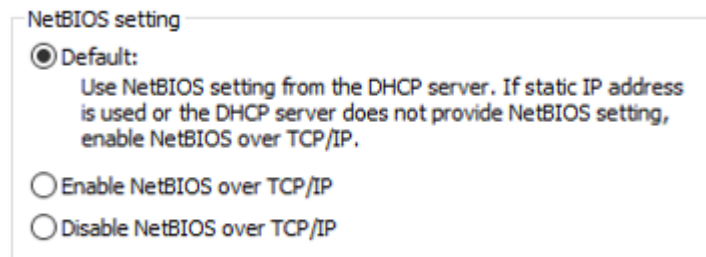 NetBIOS setting
Default:
Use NetBIOS setting from the DHCP server. If static IP address
is used or the DHCP server does not provide NetBIOS setting,
enable NetBIOS over TCP/IP.
Enable NetBIOS over TCP/IP
Disable NetBIOS over TCP/IP